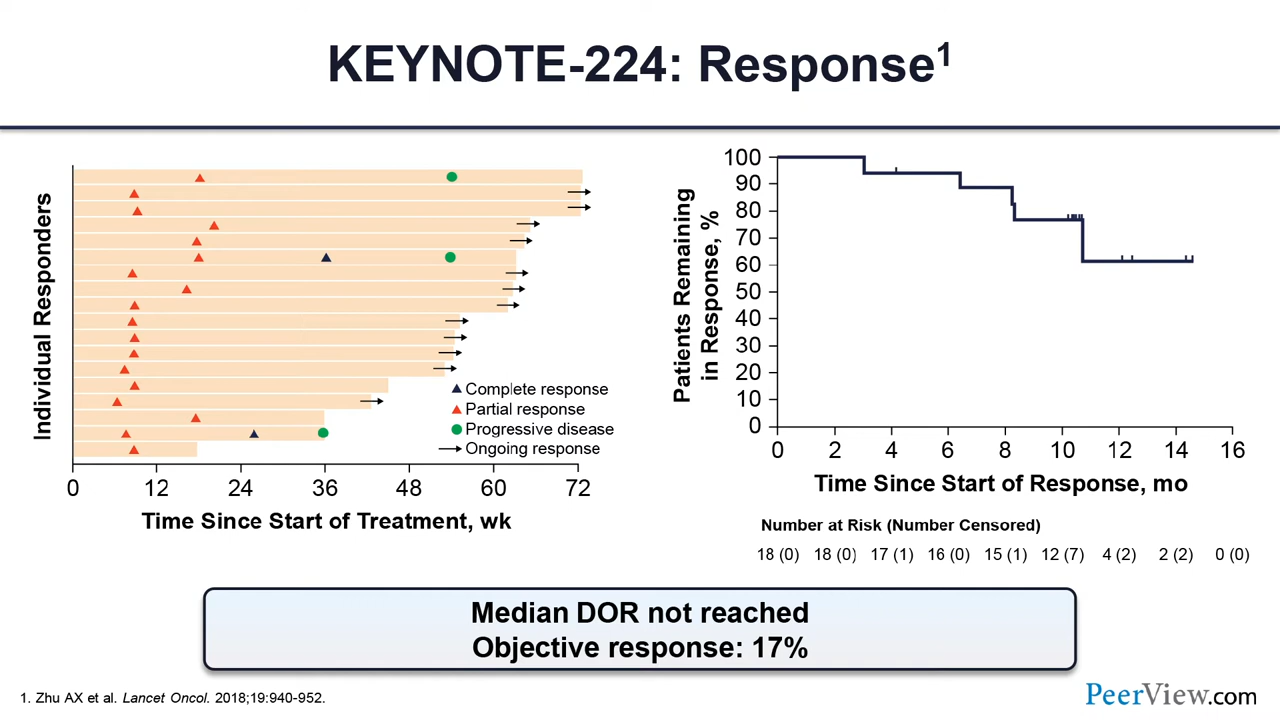 KEYNOTE-224: Response1
Individual Responders
Complete response
Partial response
Progressive disease
Ongoing response
0 12 24 36 48 60 72
Time Since Start of Treatment, wk
Patients Remaining
in Response, %
100
90
80
70
60
50
40
30
20
10
0
0 2 4 6 8 10 12 14 16
Time Since Start of Response, mo
Number at Risk (Number Censored)
18 (0) 18 (0) 17 (1) 16 (0) 15 (1) 12 (7) 4 (2) 2 (2) 0 (0)
Median DOR not reached
Objective response: 17%
1. Zhu AX et al. Lancet Oncol. 2018;19:940-952.
PeerView.com